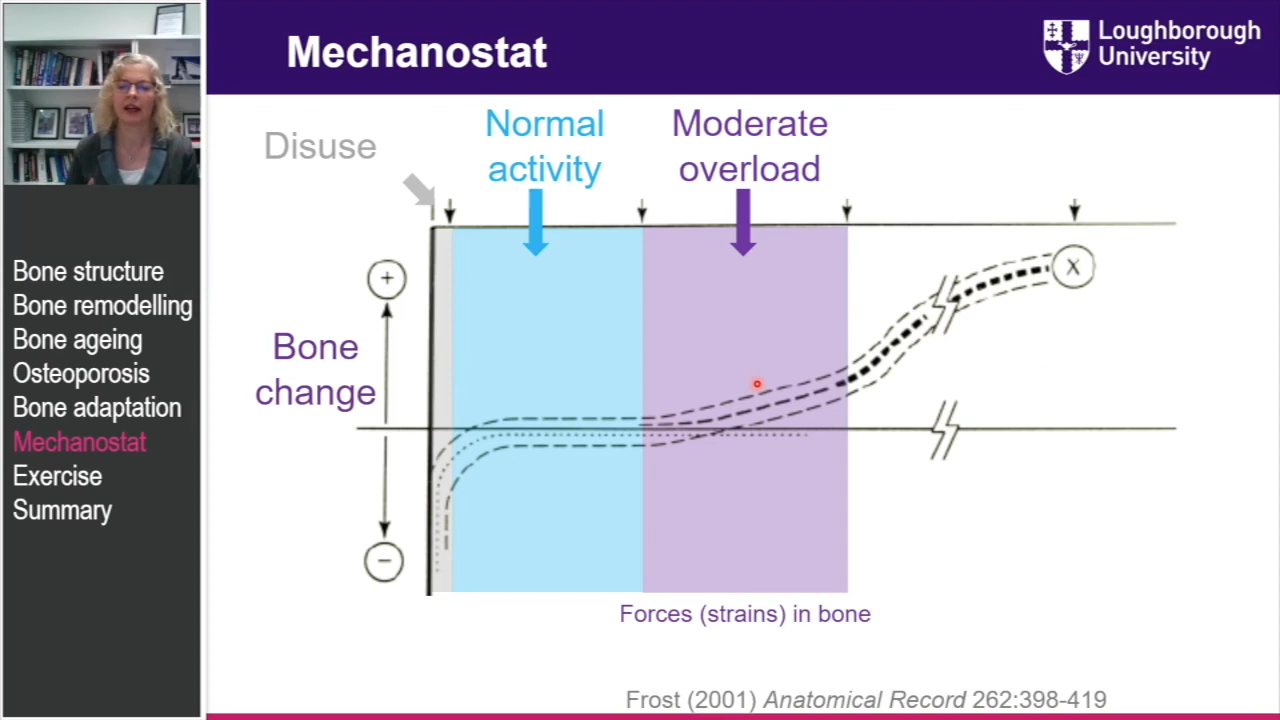 Mechanostat
Loughborough
University
Disuse
Normal
activity
Moderate
overload
+
X
Bone
change
−
Forces (strains) in bone
Frost (2001) Anatomical Record 262:398-419
Bone structure
Bone remodelling
Bone ageing
Osteoporosis
Bone adaptation
Mechanostat
Exercise
Summary